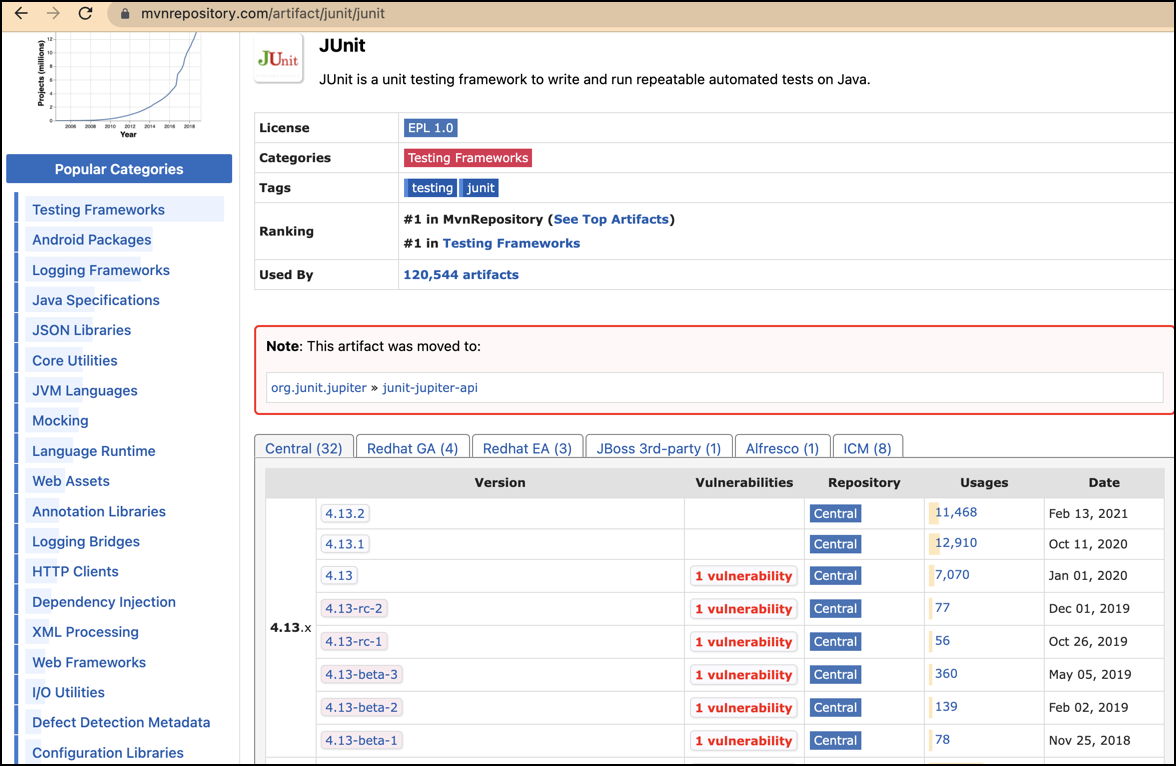 mvnrepository.com/artifact/junit/junit
Projects (millions)
12
10
8
6
4
2
0
2006 2008 2010 2012 2014 2016 2018
Year
Popular Categories
Testing Frameworks
Android Packages
Logging Frameworks
Java Specifications
JSON Libraries
Core Utilities
JVM Languages
Mocking
Language Runtime
Web Assets
Annotation Libraries
Logging Bridges
HTTP Clients
Dependency Injection
XML Processing
Web Frameworks
I/O Utilities
Defect Detection Metadata
Configuration Libraries
JUnit
JUnit
JUnit is a unit testing framework to write and run repeatable automated tests on Java.
License EPL 1.0
Categories Testing Frameworks
Tags testing junit
Ranking #1 in MvnRepository (See Top Artifacts)
#1 in Testing Frameworks
Used By 120,544 artifacts
Note: This artifact was moved to:
org.junit.jupiter » junit-jupiter-api
Central (32) Redhat GA (4) Redhat EA (3) JBoss 3rd-party (1) Alfresco (1) ICM (8)
Version Vulnerabilities Repository Usages Date
4.13.x
4.13.2 Central 11,468 Feb 13, 2021
4.13.1 Central 12,910 Oct 11, 2020
4.13 1 vulnerability Central 7,070 Jan 01, 2020
4.13-rc-2 1 vulnerability Central 77 Dec 01, 2019
4.13-rc-1 1 vulnerability Central 56 Oct 26, 2019
4.13-beta-3 1 vulnerability Central 360 May 05, 2019
4.13-beta-2 1 vulnerability Central 139 Feb 02, 2019
4.13-beta-1 1 vulnerability Central 78 Nov 25, 2018